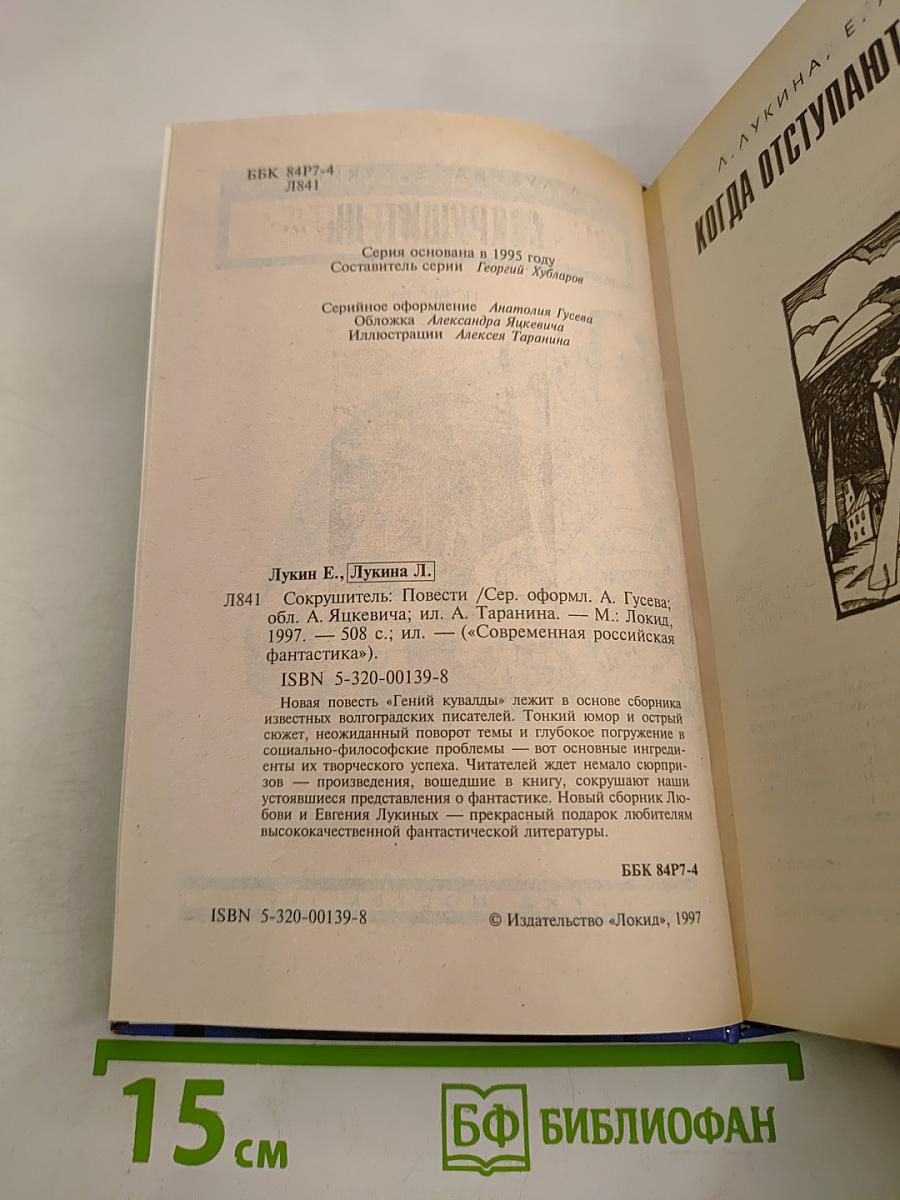 ББК 84Р7-4
Л841
Серия основана в 1995 году
Составитель серии Георгий Хубларов
Серийное оформление Анатолия Гусева
Обложка Александра Яцкевича
Иллюстрации Алексея Таранина
Лукин Е., Лукина Л.
Л841 Сокрушитель: Повести /Сер. оформл. А. Гусева;
обл. А. Яцкевича; ил. А. Таранина. — М.: Локид,
1997. — 508 с.; ил. — («Современная российская
фантастика»).
ISBN 5-320-00139-8
Новая повесть «Гений кувалды» лежит в основе сборника
известных волгоградских писателей. Тонкий юмор и острый
сюжет, неожиданный поворот темы и глубокое погружение в
социально-философские проблемы — вот основные ингреди-
енты их творческого успеха. Читателей ждет немало сюрпри-
зов — произведения, вошедшие в книгу, сокрушают наши
устоявшиеся представления о фантастике. Новый сборник Лю-
бови и Евгения Лукиных — прекрасный подарок любителям
высококачественной фантастической литературы.
ББК 84Р7-4
ISBN 5-320-00139-8
© Издательство «Локид», 1997
Л. ЛУКИНА, Е.
КОГДА ОТСТУПАЮТ
15 см
БФ БИБЛИОФАН